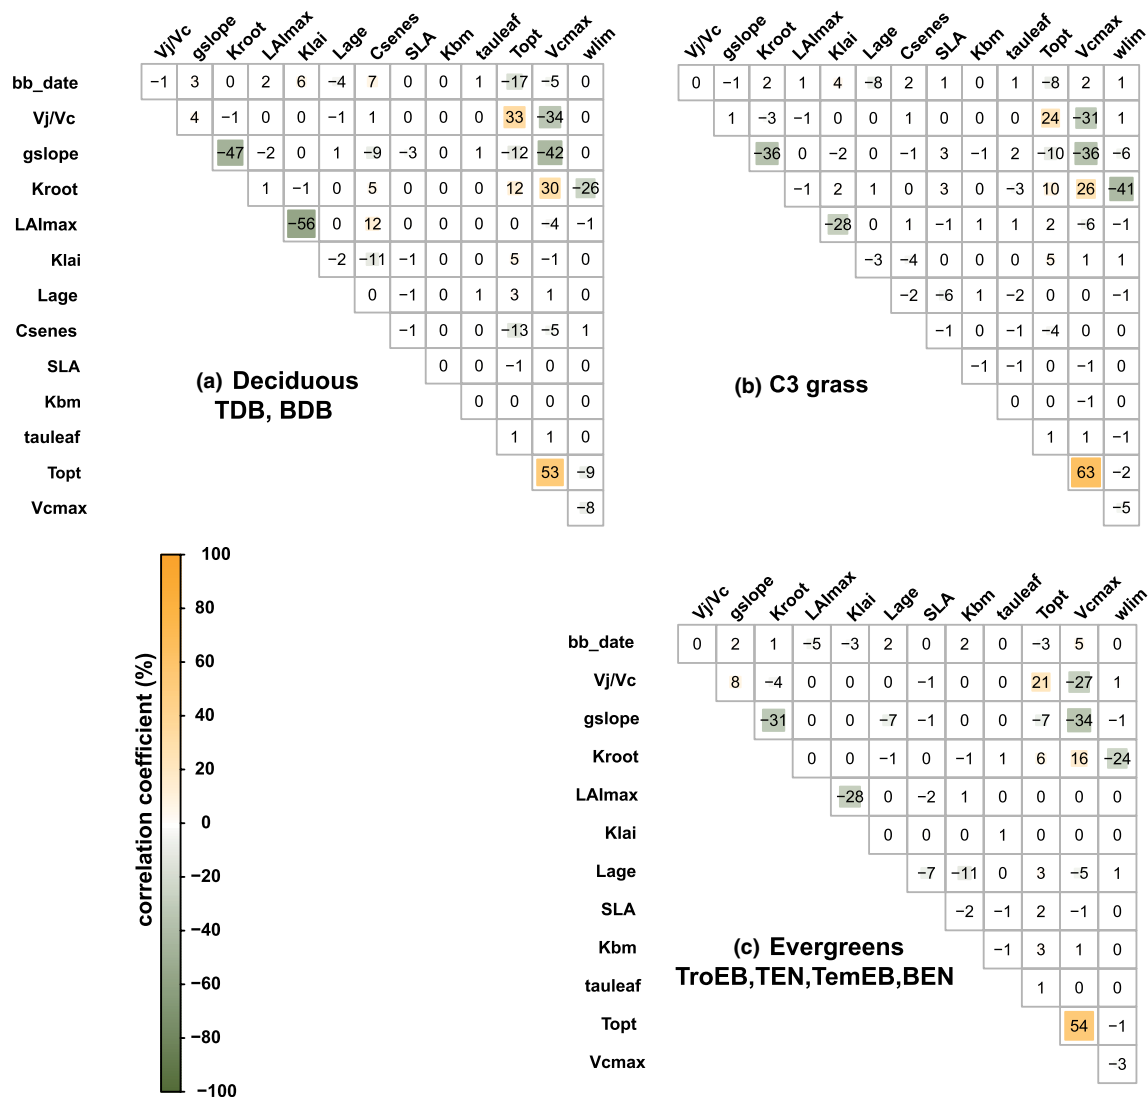 Vj/Vc gslope Kroot LAImax Klai Lage Csenes SLA Kbm tauleaf Topt Vcmax wlim
bb_date −1 3 0 2 6 −4 7 0 0 1 −17 −5 0
Vj/Vc 4 −1 0 0 −1 1 0 0 0 33 −34 0
gslope −47 −2 0 1 −9 −3 0 1 −12 −42 0
Kroot 1 −1 0 5 0 0 0 12 30 −26
LAImax −56 0 12 0 0 0 0 −4 −1
Klai −2 −11 −1 0 0 5 −1 0
Lage 0 −1 0 1 3 1 0
Csenes −1 0 0 −13 −5 1
SLA 0 0 −1 0 0
Kbm 0 0 0 0
tauleaf 1 1 0
Topt 53 −9
Vcmax −8
(a) Deciduous
TDB, BDB
Vj/Vc gslope Kroot LAImax Klai Lage Csenes SLA Kbm tauleaf Topt Vcmax wlim
0 −1 2 1 4 −8 2 1 0 1 −8 2 1
1 −3 −1 0 0 1 0 0 0 24 −31 1
−36 0 −2 0 −1 3 −1 2 −10 −36 −6
−1 2 1 0 3 0 −3 10 26 −41
−28 0 1 −1 1 1 2 −6 −1
−3 −4 0 0 0 5 1 1
−2 −6 1 −2 0 0 −1
−1 0 −1 −4 0 0
−1 −1 0 −1 0
0 0 −1 0
1 1 −1
63 −2
−5
(b) C3 grass
correlation coefficient (%)
100
80
60
40
20
0
−20
−40
−60
−80
−100
Vj/Vc gslope Kroot LAImax Klai Lage SLA Kbm tauleaf Topt Vcmax wlim
bb_date 0 2 1 −5 −3 2 0 2 0 −3 5 0
Vj/Vc 8 −4 0 0 0 −1 0 0 21 −27 1
gslope −31 0 0 −7 −1 0 0 −7 −34 −1
Kroot 0 0 −1 0 −1 1 6 16 −24
LAImax −28 0 −2 1 0 0 0 0
Klai 0 0 0 1 0 0 0
Lage −7 −11 0 3 −5 1
SLA −2 −1 2 −1 0
Kbm −1 3 1 0
tauleaf 1 0 0
Topt 54 −1
Vcmax −3
(c) Evergreens
TroEB,TEN,TemEB,BEN